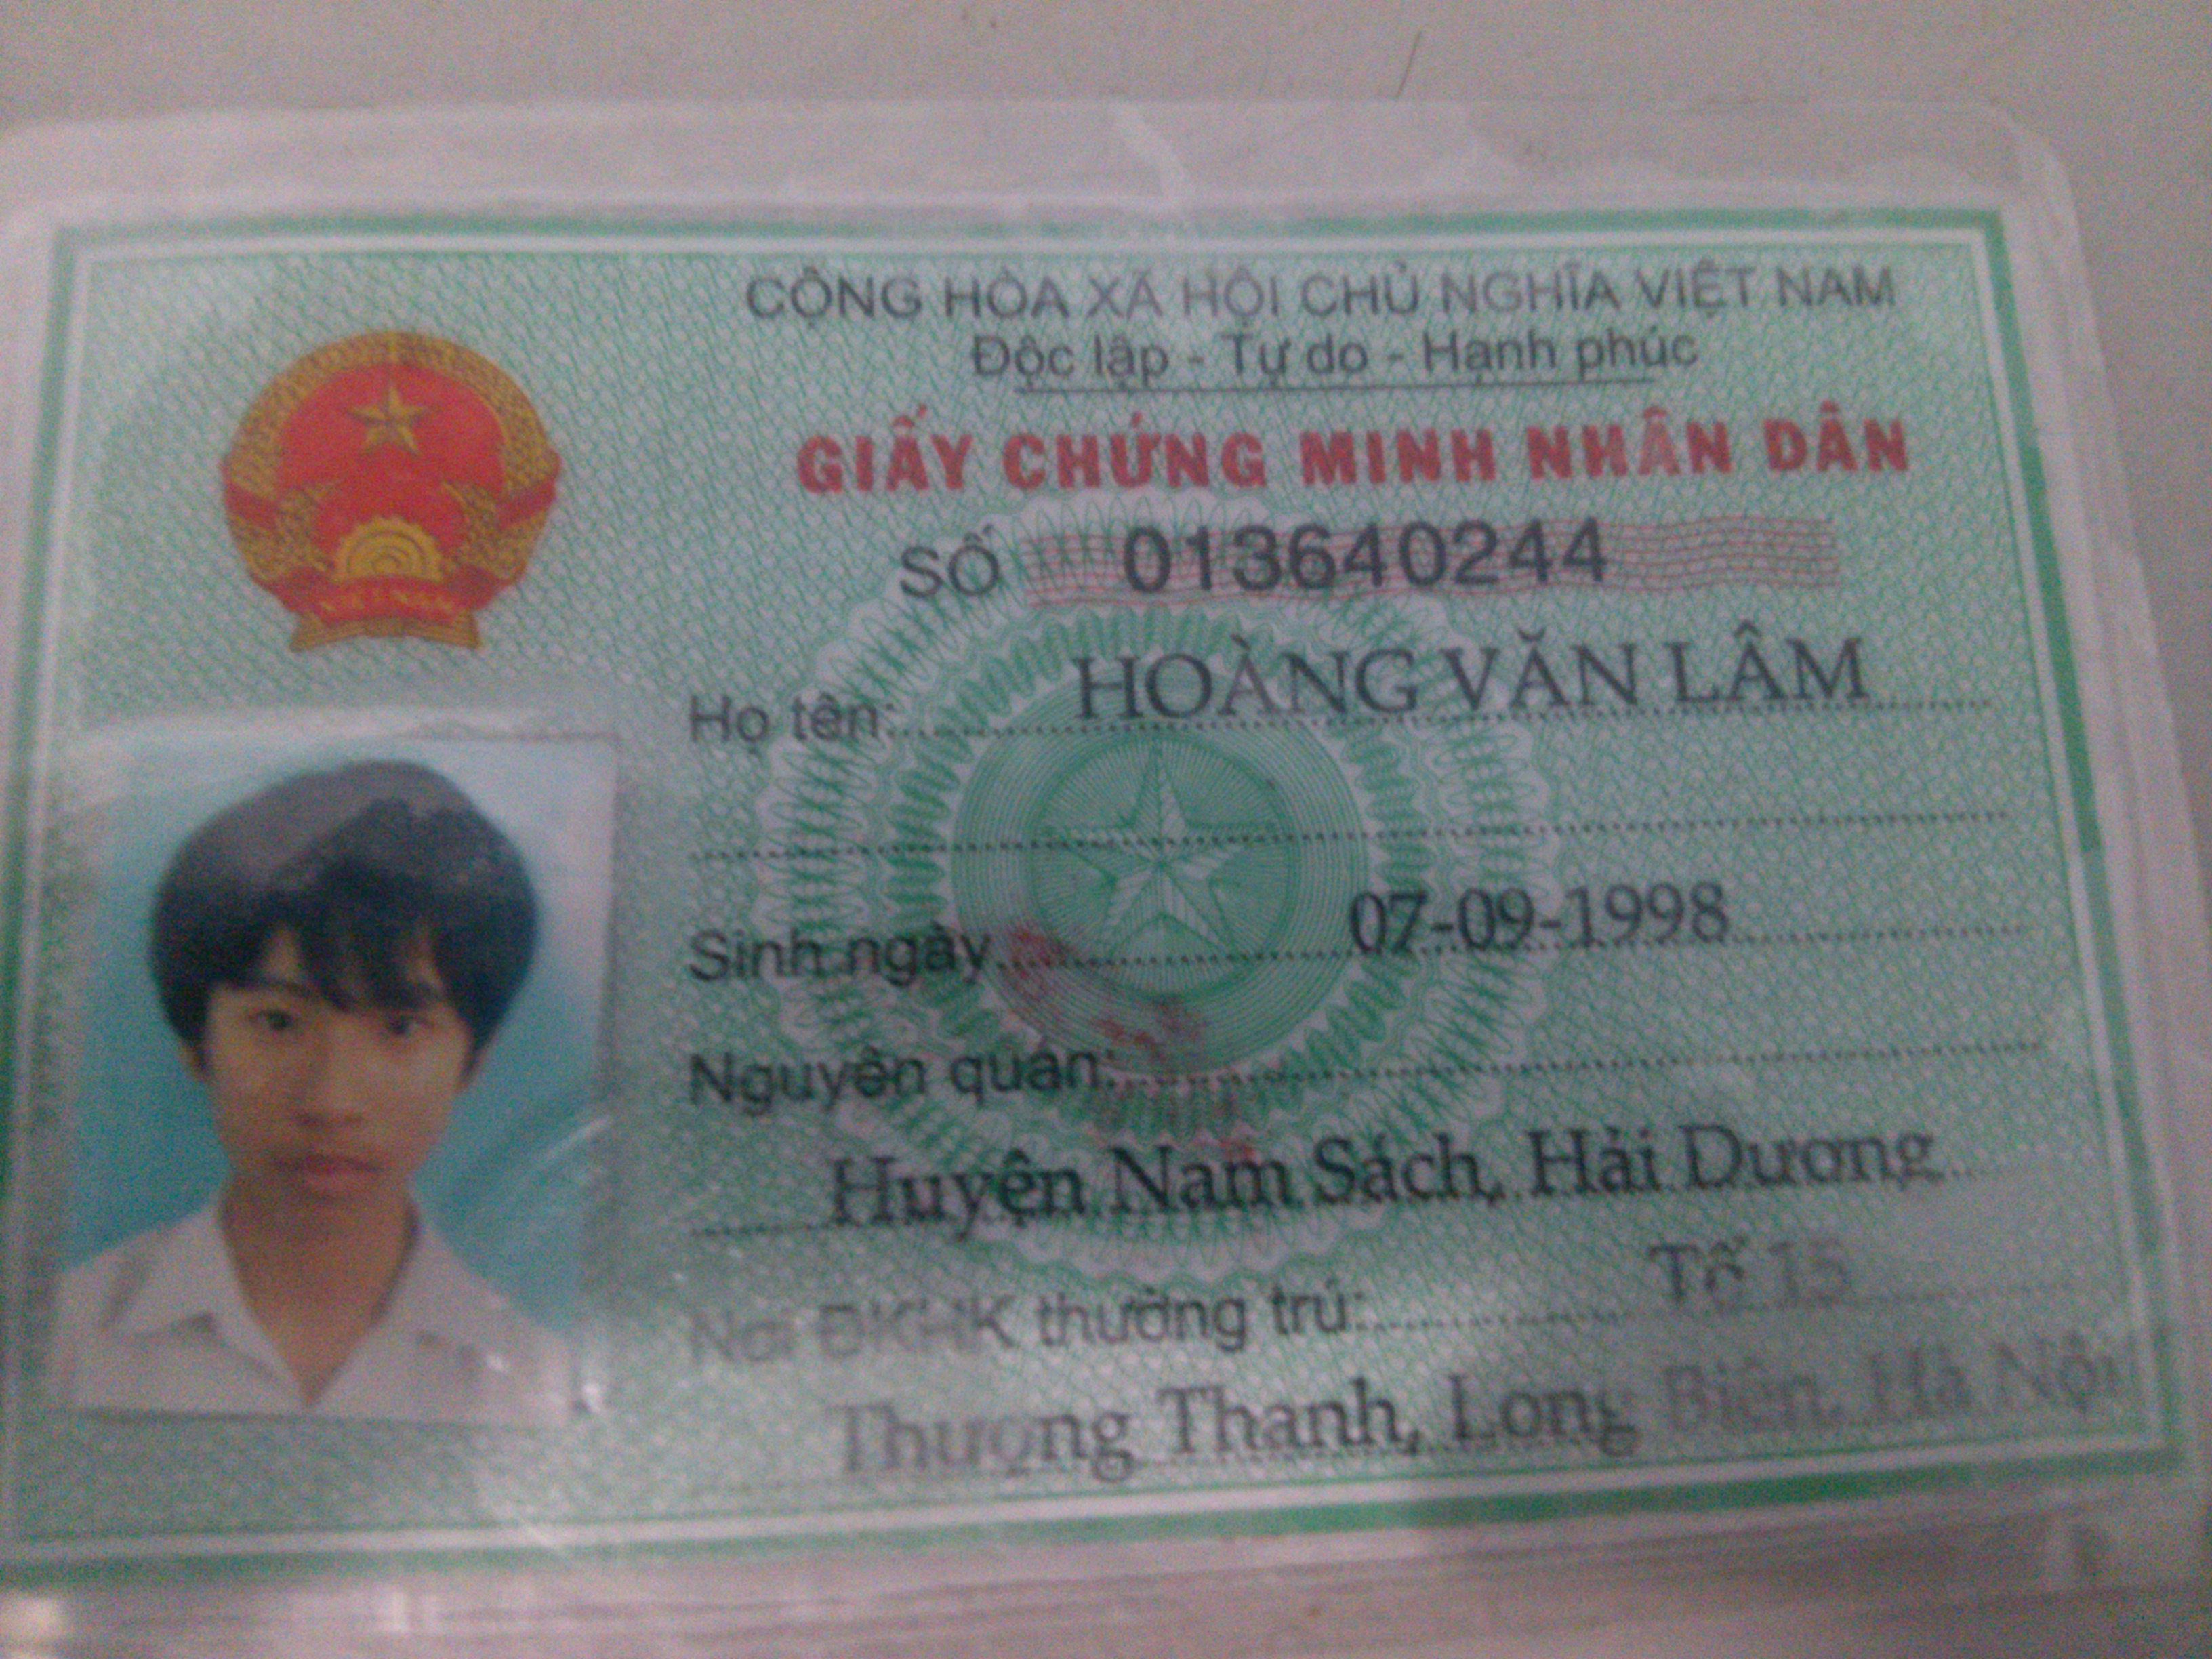 CỘNG HÒA XÃ HỘI CHỦ NGHĨA VIỆT NAM
Độc lập - Tự do - Hạnh phúc
GIẤY CHỨNG MINH NHÂN DÂN
SỐ 013640244
VIỆT NAM
Họ tên: HOÀNG VĂN LÂM
Sinh ngày 07-09-1998
Nguyên quán:
Huyện Nam Sách, Hải Dương
Nơi ĐKHK thường trú: Tổ 15
Thượng Thanh, Long Biên, Hà Nội